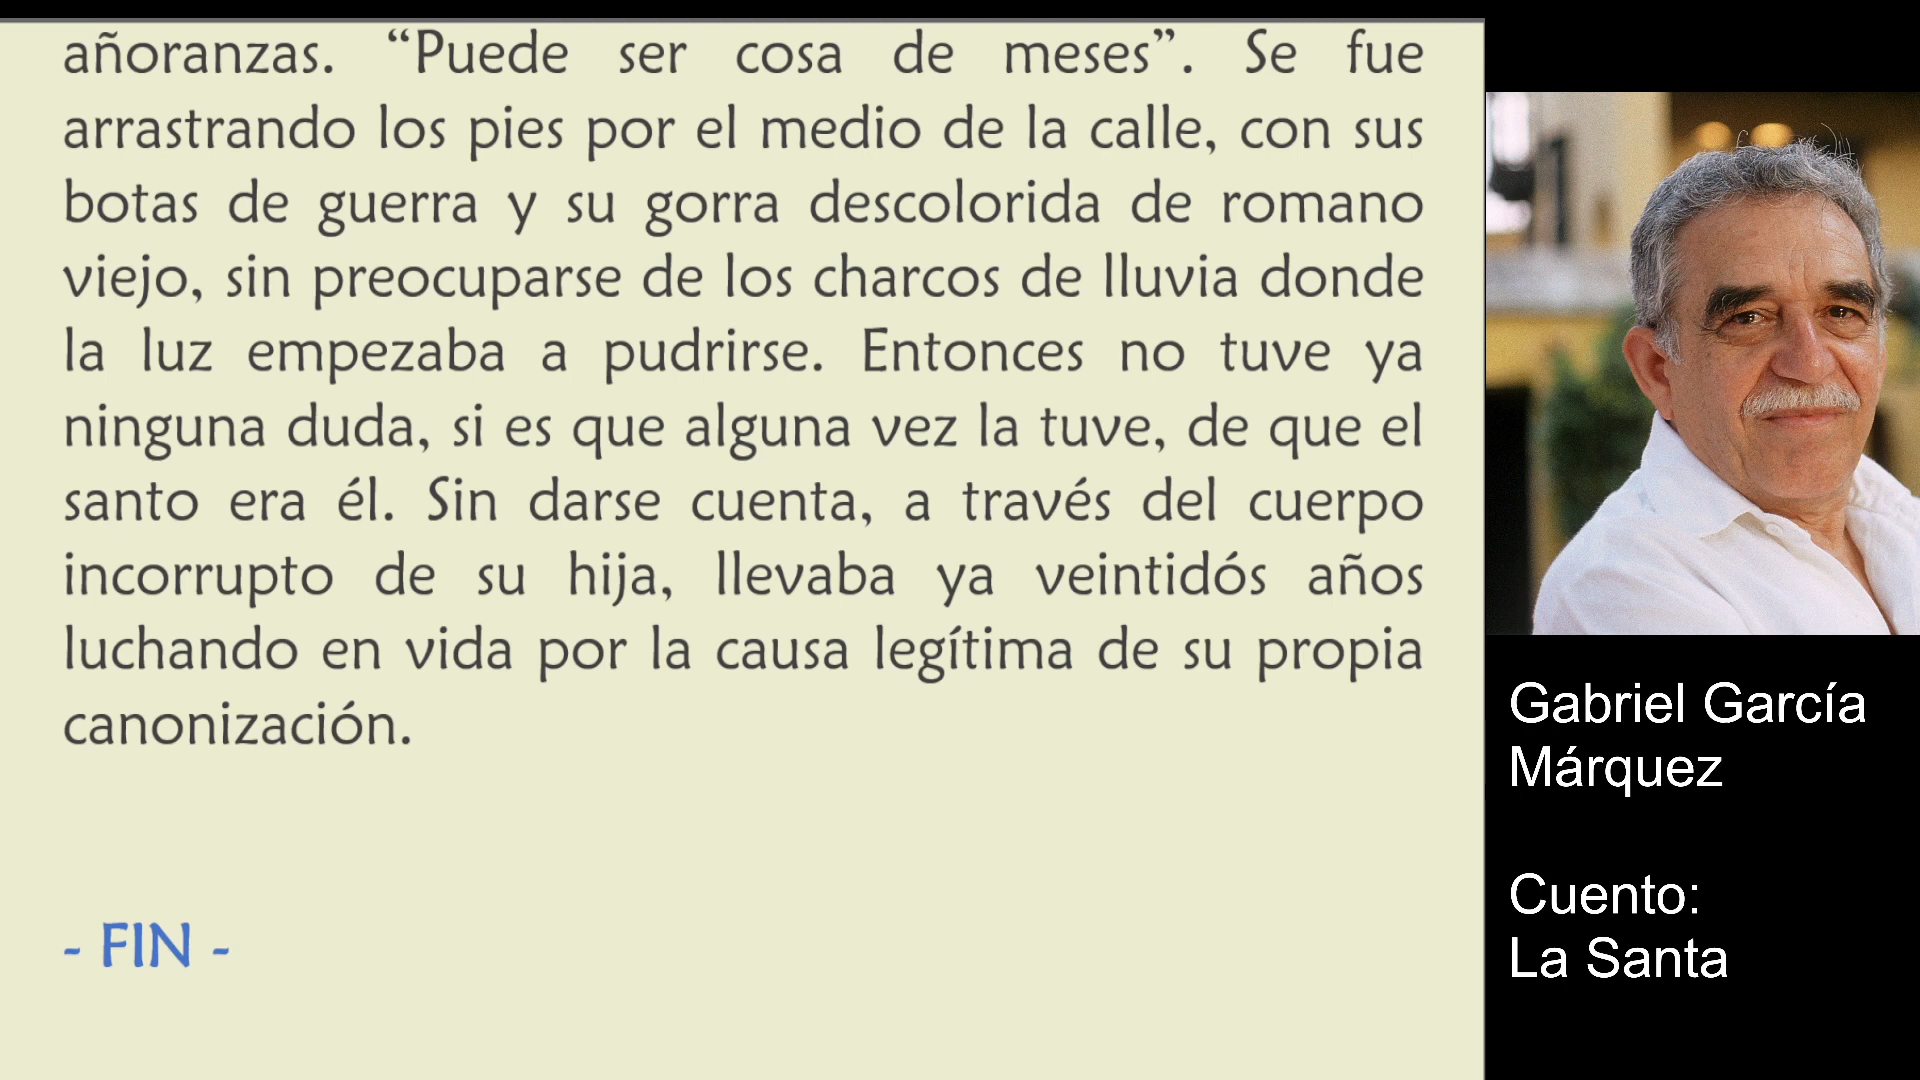 añoranzas. “Puede ser cosa de meses”. Se fue
arrastrando los pies por el medio de la calle, con sus
botas de guerra y su gorra descolorida de romano
viejo, sin preocuparse de los charcos de lluvia donde
la luz empezaba a pudrirse. Entonces no tuve ya
ninguna duda, si es que alguna vez la tuve, de que el
santo era él. Sin darse cuenta, a través del cuerpo
incorrupto de su hija, llevaba ya veintidós años
luchando en vida por la causa legítima de su propia
canonización.
- FIN -
Gabriel García
Márquez
Cuento:
La Santa